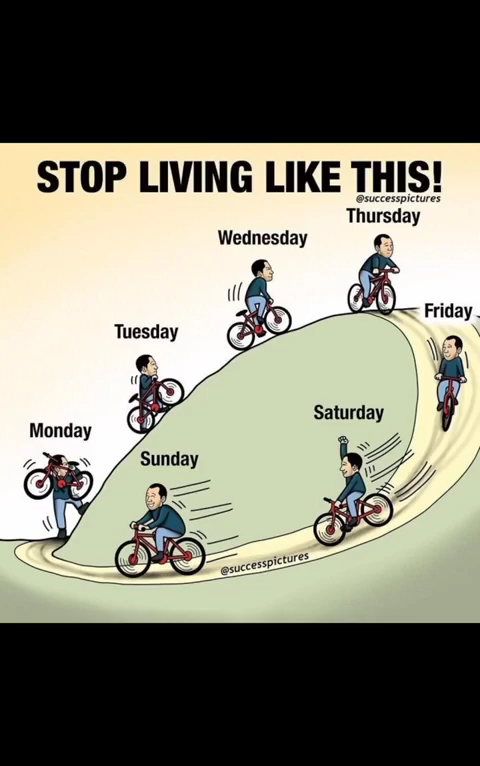 STOP LIVING LIKE THIS!
@successpictures
Thursday
Wednesday
Friday
Tuesday
Saturday
Monday
Sunday
@successpictures